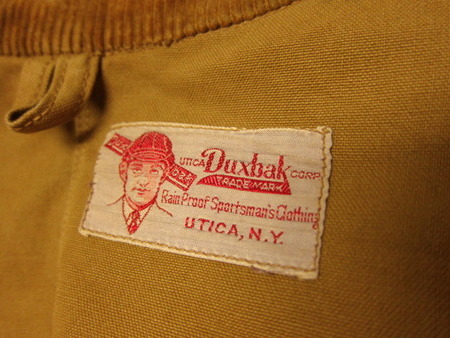 UTICA Duxbak CORP.
TRADE MARK
Rain Proof Sportsman's Clothing
UTICA, N.Y.